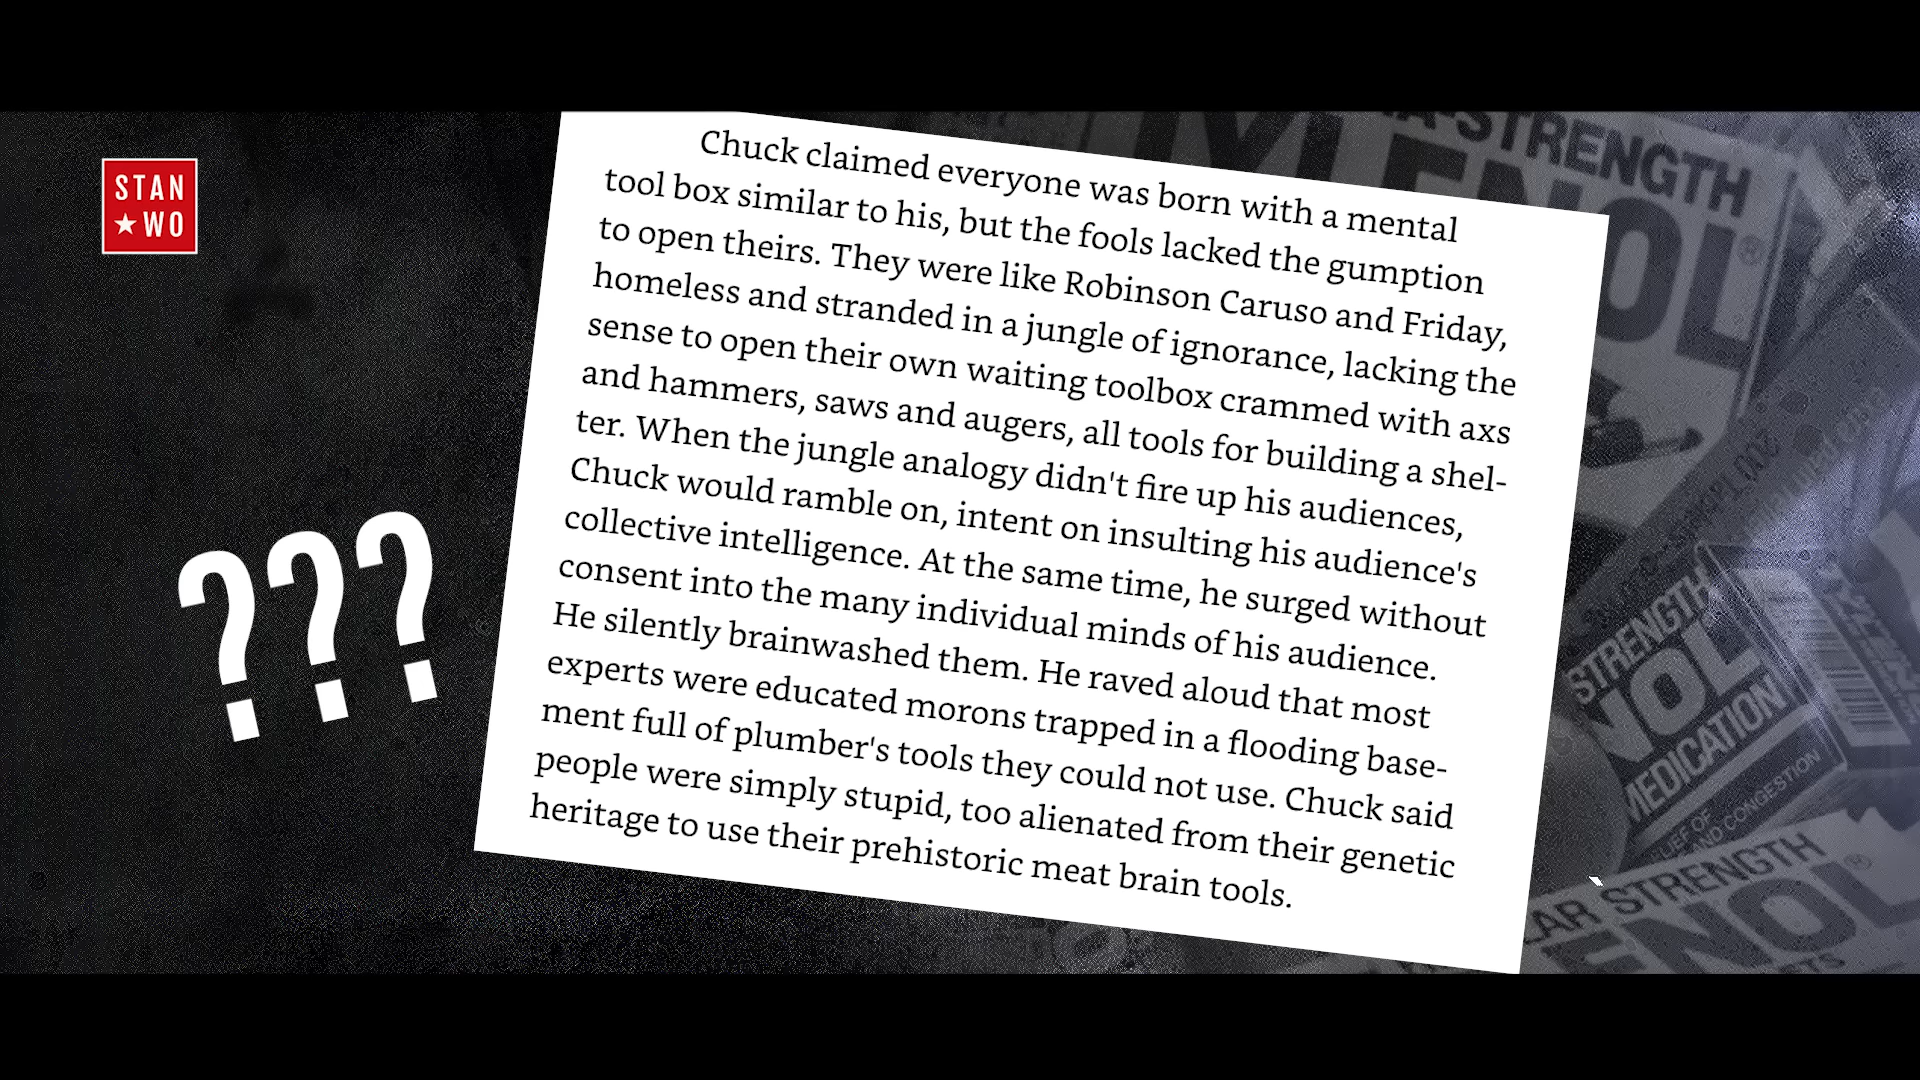 STAN
★WO
???
Chuck claimed everyone was born with a mental
tool box similar to his, but the fools lacked the gumption
to open theirs. They were like Robinson Caruso and Friday,
homeless and stranded in a jungle of ignorance, lacking the
sense to open their own waiting toolbox crammed with axs
and hammers, saws and augers, all tools for building a shel-
ter. When the jungle analogy didn't fire up his audiences,
Chuck would ramble on, intent on insulting his audience's
collective intelligence. At the same time, he surged without
consent into the many individual minds of his audience.
He silently brainwashed them. He raved aloud that most
experts were educated morons trapped in a flooding base-
ment full of plumber's tools they could not use. Chuck said
people were simply stupid, too alienated from their genetic
heritage to use their prehistoric meat brain tools.
STRENGTH
ENOL®
STRENGTH
NOL
MEDICATION
AND CONGESTION
STRENGTH
ENOL®